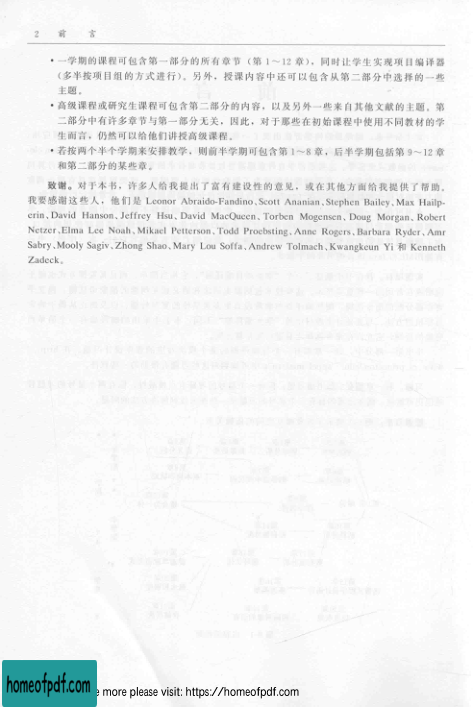 2 前 言
• 一学期的课程可包含第一部分的所有章节（第 1～12 章），同时让学生实现项目编译器
（多半按项目组的方式进行）。另外，授课内容中还可以包含从第二部分中选择的一些
主题。
• 高级课程或研究生课程可包含第二部分的内容，以及另外一些来自其他文献的主题。第
二部分中有许多章节与第一部分无关，因此，对于那些在初始课程中使用不同教材的学
生而言，仍然可以给他们讲授高级课程。
• 若按两个半个学期来安排教学，则前半学期可包含第 1～8 章，后半学期包括第 9～12 章
和第二部分的某些章。
致谢。对于本书，许多人给我提出了富有建设性的意见，或在其他方面给我提供了帮助。
我要感谢这些人，他们是 Leonor Abraido-Fandino、Scott Ananian、Stephen Bailey、Max Hailp-
erin、David Hanson、Jeffrey Hsu、David MacQueen、Torben Mogensen、Doug Morgan、Robert
Netzer、Elma Lee Noah、Mikael Petterson、Todd Proebsting、Anne Rogers、Barbara Ryder、Amr
Sabry、Mooly Sagiv、Zhong Shao、Mary Lou Soffa、Andrew Tolmach、Kwangkeun Yi 和 Kenneth
Zadeck。
homeofpdf.com
e more please visit: https://homeofpdf.com